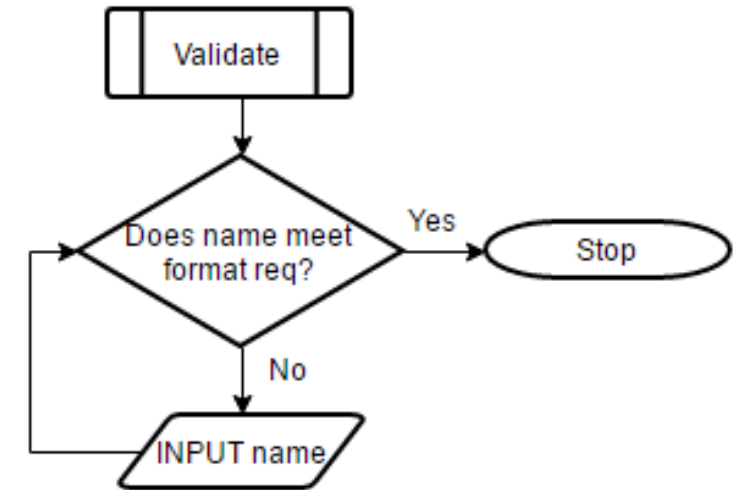 Validate
Does name meet
format req?
Yes
Stop
No
INPUT name